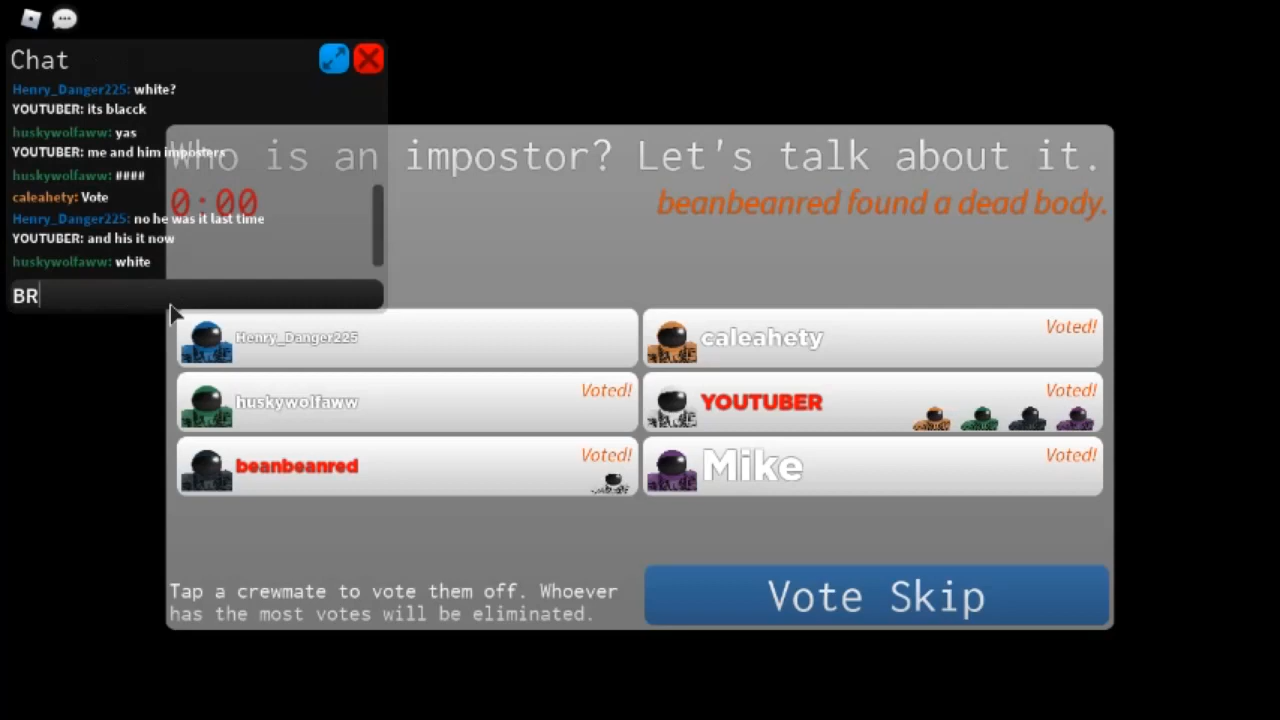 Chat
Henry_Danger225: white?
YOUTUBER: its blacck
huskywolfaww: yas
YOUTUBER: me and him imposters
huskywolfaww: ####
caleahety: Vote
Henry_Danger225: no he was it last time
YOUTUBER: and his it now
huskywolfaww: white
BR
Who is an impostor? Let's talk about it.
0:00
beanbeanred found a dead body.
Henry_Danger225
caleahety
Voted!
huskywolfaww
Voted!
YOUTUBER
Voted!
beanbeanred
Voted!
Mike
Voted!
Tap a crewmate to vote them off. Whoever
has the most votes will be eliminated.
Vote Skip